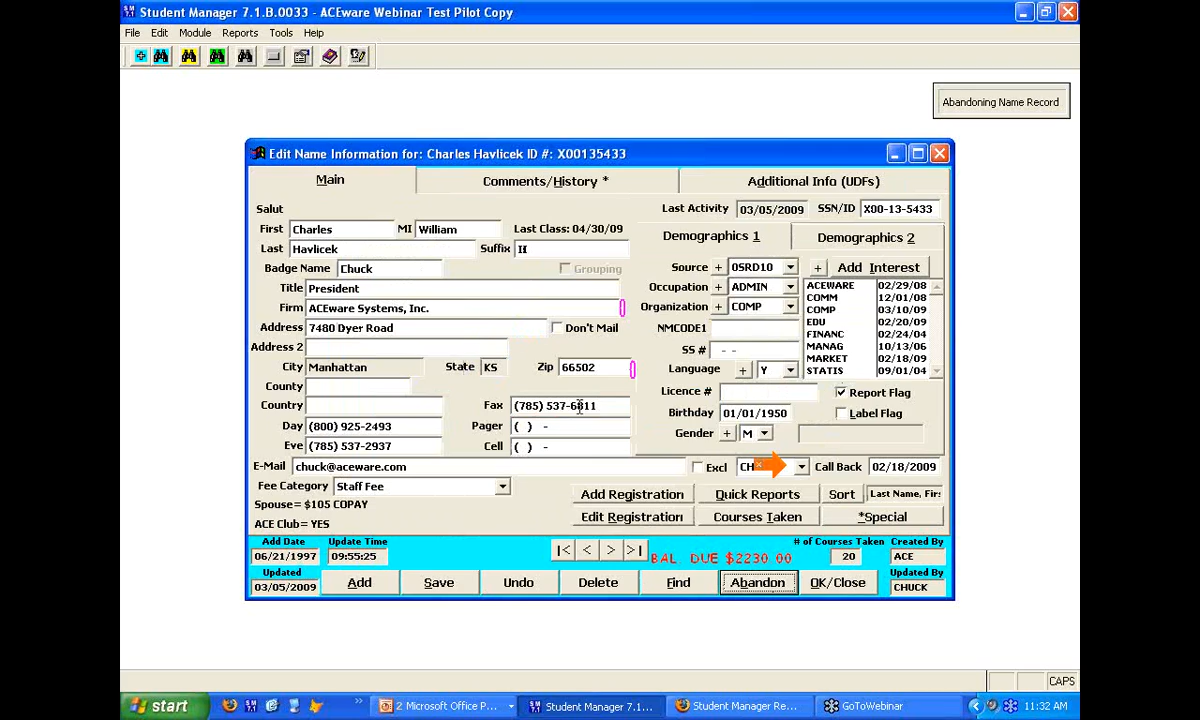 Student Manager 7.1.B.0033 - ACEware Webinar Test Pilot Copy
File Edit Module Reports Tools Help
Abandoning Name Record
Edit Name Information for: Charles Havlicek ID #: X00135433
Main Comments/History * Additional Info (UDFs)
Salut Last Activity 03/05/2009 SSN/ID X00-13-5433
First Charles MI William Last Class: 04/30/09
Demographics 1 Demographics 2
Last Havlicek Suffix II
Badge Name Chuck Grouping Source + 05RD10 + Add Interest
Title President Occupation + ADMIN ACEWARE 02/29/08
COMM 12/01/08
Firm ACEware Systems, Inc. Organization + COMP COMP 03/10/09
EDU 02/20/09
Address 7480 Dyer Road Don't Mail NMCODE1 FINANC 02/24/04
Address 2 SS # - - MANAG 10/13/06
MARKET 02/18/09
City Manhattan State KS Zip 66502 Language + Y STATIS 09/01/04
County Licence # Report Flag
Country Fax (785) 537-6811 Birthday 01/01/1950 Label Flag
Day (800) 925-2493 Pager ( ) - Gender + M
Eve (785) 537-2937 Cell ( ) -
E-Mail chuck@aceware.com Excl CH Call Back 02/18/2009
Fee Category Staff Fee Add Registration Quick Reports Sort Last Name, Fir
Spouse= $105 COPAY
ACE Club= YES Edit Registration Courses Taken *Special
Add Date Update Time # of Courses Taken Created By
06/21/1997 09:55:25 |< < > >| BAL DUE $2230.00 20 ACE
Updated Updated By
03/05/2009 Add Save Undo Delete Find Abandon OK/Close CHUCK
CAPS
start 2 Microsoft Office P... Student Manager 7.1... Student Manager Re... GoToWebinar 11:32 AM